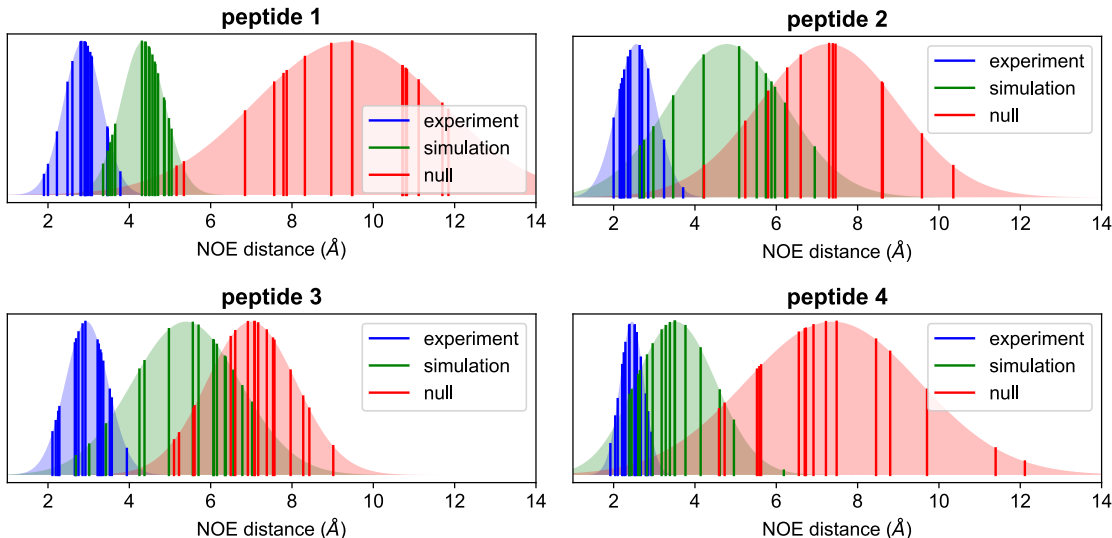 peptide 1
experiment
simulation
null
2 4 6 8 10 12 14
NOE distance (Å)
peptide 2
experiment
simulation
null
2 4 6 8 10 12 14
NOE distance (Å)
peptide 3
experiment
simulation
null
2 4 6 8 10 12 14
NOE distance (Å)
peptide 4
experiment
simulation
null
2 4 6 8 10 12 14
NOE distance (Å)